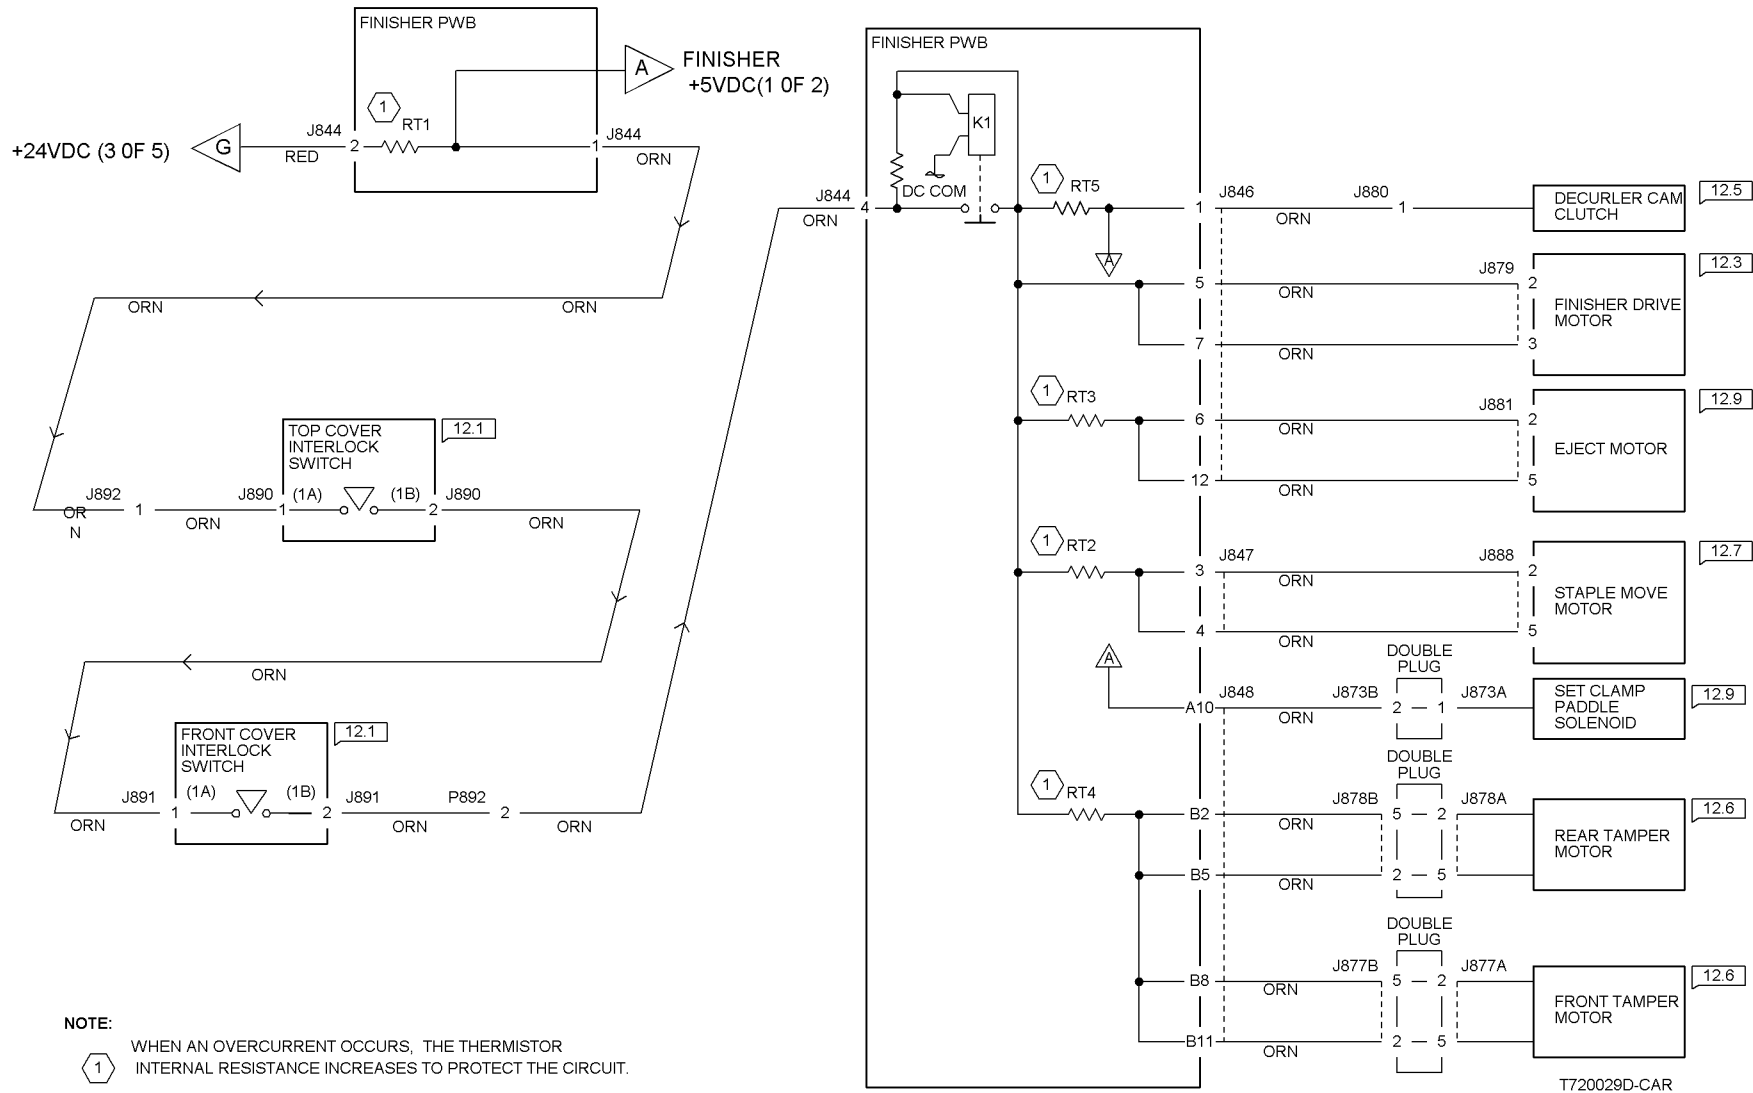 FINISHER PWB
A
FINISHER
+5VDC(1 0F 2)
1
RT1
+24VDC (3 0F 5)
G
J844
RED
2
1
J844
ORN
ORN
ORN
TOP COVER
INTERLOCK
SWITCH
12.1
J892
OR
N
1
ORN
J890
1
(1A)
(1B)
2
J890
ORN
ORN
FRONT COVER
INTERLOCK
SWITCH
12.1
J891
ORN
1
(1A)
(1B)
2
J891
ORN
P892
2
ORN
NOTE:
1
WHEN AN OVERCURRENT OCCURS, THE THERMISTOR
INTERNAL RESISTANCE INCREASES TO PROTECT THE CIRCUIT.
FINISHER PWB
K1
DC COM
J844
ORN
4
1
RT5
A
1
J846
ORN
J880
1
DECURLER CAM
CLUTCH
12.5
5
ORN
J879
2
7
ORN
3
FINISHER DRIVE
MOTOR
12.3
1
RT3
6
ORN
J881
2
12
ORN
5
EJECT MOTOR
12.9
1
RT2
3
J847
ORN
J888
2
4
ORN
5
STAPLE MOVE
MOTOR
12.7
A
A10
J848
ORN
DOUBLE
PLUG
J873B
2
1
J873A
SET CLAMP
PADDLE
SOLENOID
12.9
1
RT4
B2
ORN
DOUBLE
PLUG
J878B
5
2
J878A
B5
ORN
2
5
REAR TAMPER
MOTOR
12.6
B8
ORN
DOUBLE
PLUG
J877B
5
2
J877A
B11
ORN
2
5
FRONT TAMPER
MOTOR
12.6
T720029D-CAR